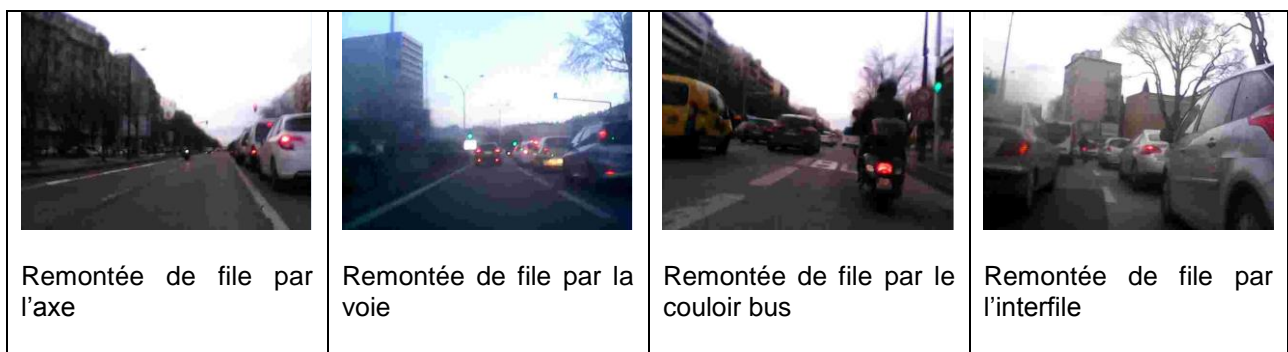 Remontée de file par
l'axe
Remontée de file par la
voie
Remontée de file par le
couloir bus
Remontée de file par
l'interfile